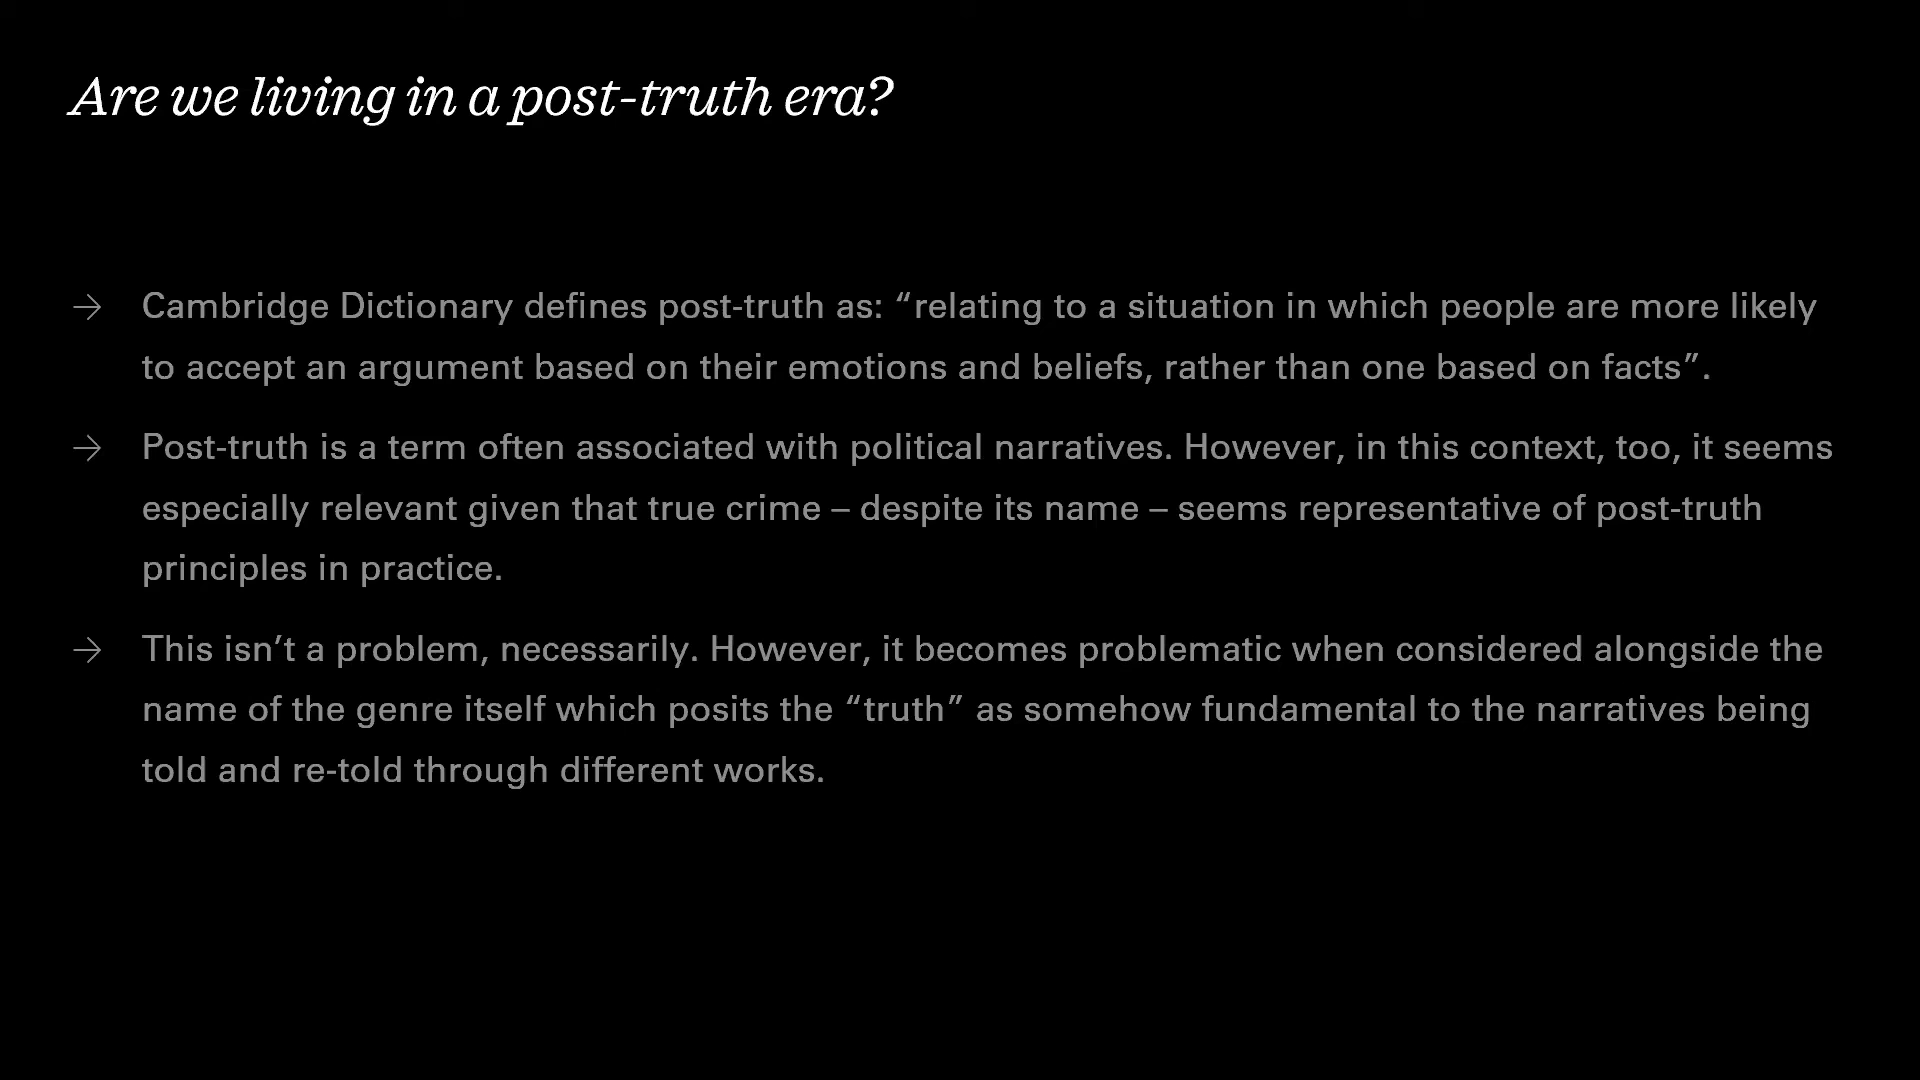 Are we living in a post-truth era?
→ Cambridge Dictionary defines post-truth as: “relating to a situation in which people are more likely
to accept an argument based on their emotions and beliefs, rather than one based on facts”.
→ Post-truth is a term often associated with political narratives. However, in this context, too, it seems
especially relevant given that true crime – despite its name – seems representative of post-truth
principles in practice.
→ This isn’t a problem, necessarily. However, it becomes problematic when considered alongside the
name of the genre itself which posits the “truth” as somehow fundamental to the narratives being
told and re-told through different works.